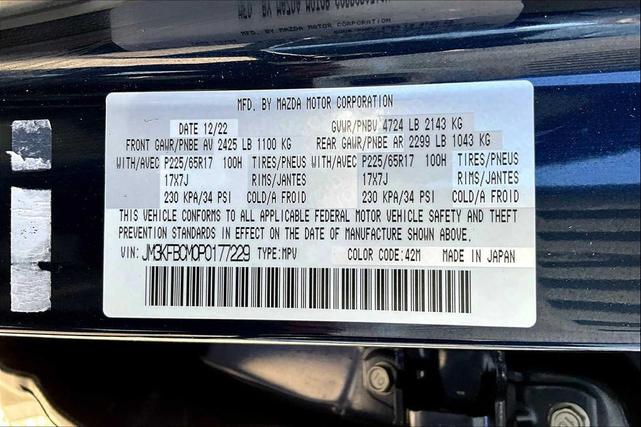 MFD. BY MAZDA MOTOR CORPORATION
DATE 12/22 GVWR/PNBV 4724 LB 2143 KG
FRONT GAWR/PNBE AV 2425 LB 1100 KG REAR GAWR/PNBE AR 2299 LB 1043 KG
WITH/AVEC P225/65R17 100H TIRES/PNEUS WITH/AVEC P225/65R17 100H TIRES/PNEUS
17X7J RIMS/JANTES 17X7J RIMS/JANTES
230 KPA/34 PSI COLD/A FROID 230 KPA/34 PSI COLD/A FROID
THIS VEHICLE CONFORMS TO ALL APPLICABLE FEDERAL MOTOR VEHICLE SAFETY AND THEFT
PREVENTION STANDARDS IN EFFECT ON THE DATE OF MANUFACTURE SHOWN ABOVE.
VIN: JM3KFBCM0P0177229 TYPE:MPV COLOR CODE:42M MADE IN JAPAN